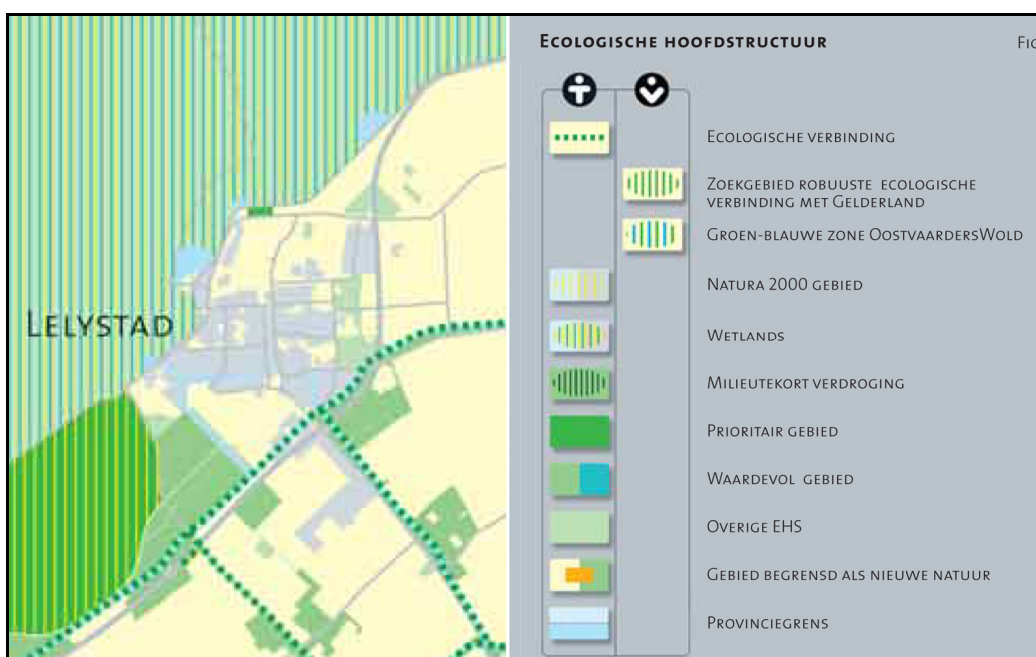 Lelystad
Ecologische hoofdstructuur
Fig
Ecologische verbinding
Zoekgebied robuuste ecologische
verbinding met Gelderland
Groen-blauwe zone OostvaardersWold
Natura 2000 gebied
Wetlands
Milieutekort verdroging
Prioritair gebied
Waardevol gebied
Overige EHS
Gebied begrensd als nieuwe natuur
Provinciegrens